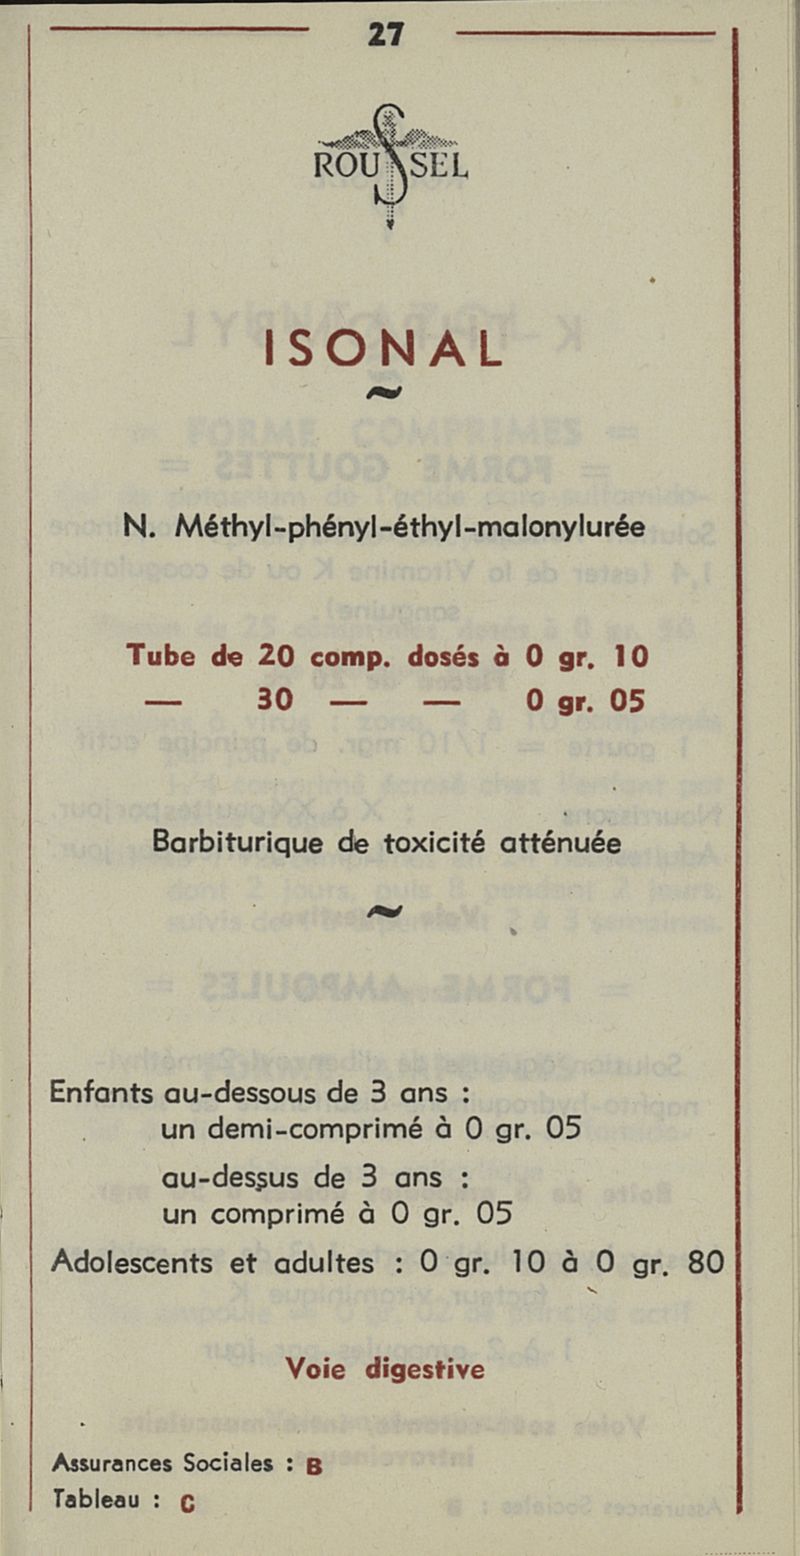 27
ROUSSEL
ISONAL
~
N. Méthyl-phényl-éthyl-malonylurée
Tube de 20 comp. dosés à 0 gr. 10
— 30 — — 0 gr. 05
Barbiturique de toxicité atténuée
~
Enfants au-dessous de 3 ans :
un demi-comprimé à 0 gr. 05
au-dessus de 3 ans :
un comprimé à 0 gr. 05
Adolescents et adultes : 0 gr. 10 à 0 gr. 80
Voie digestive
Assurances Sociales : B
Tableau : C